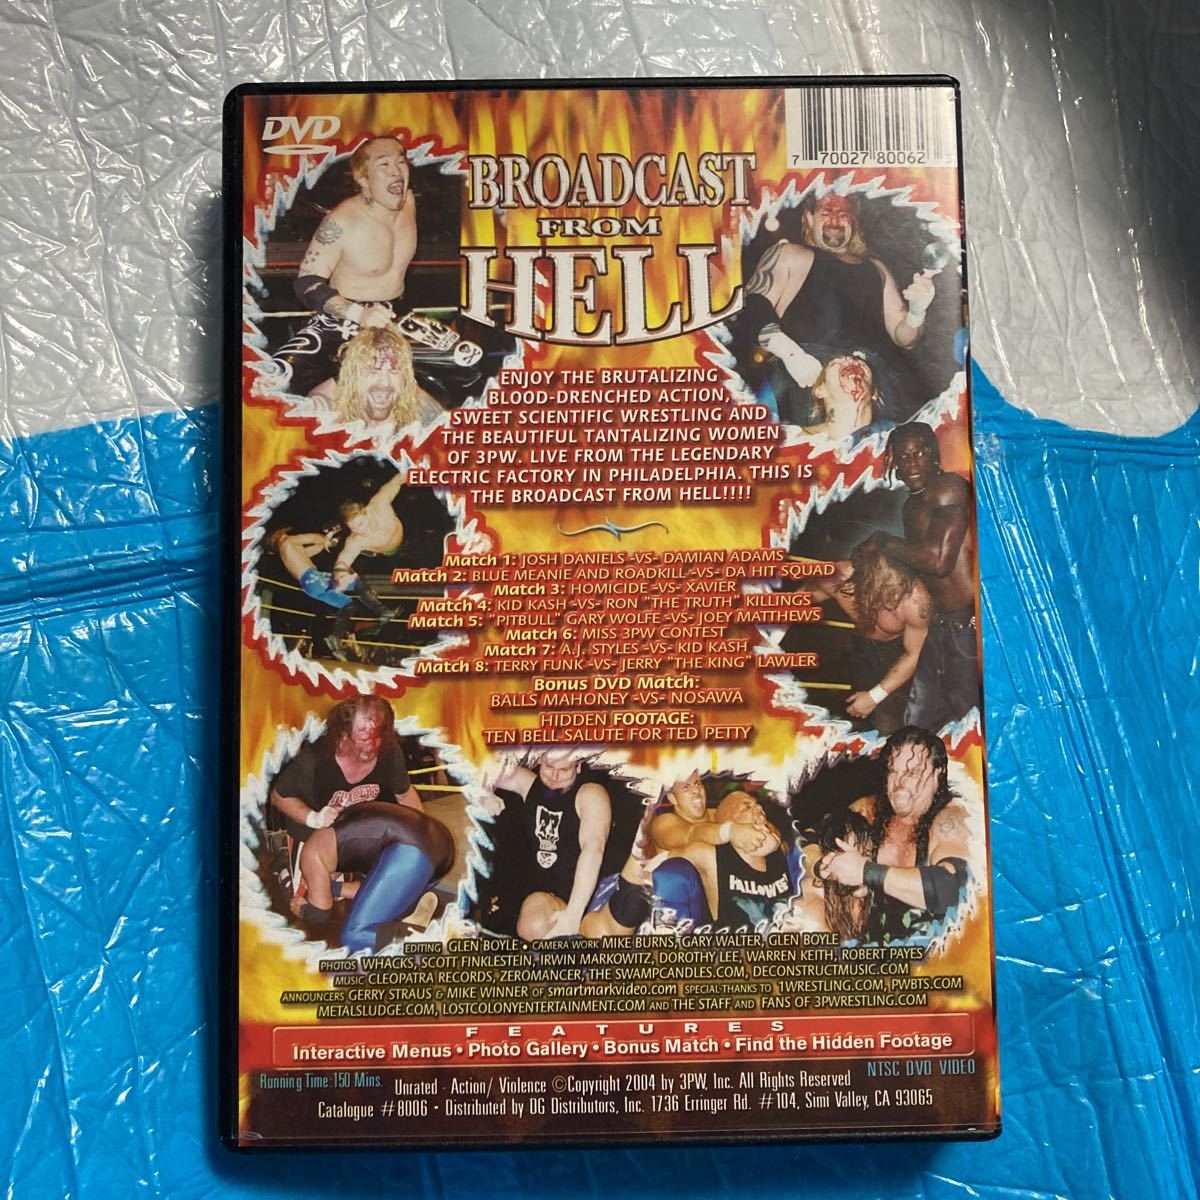 DVD
7 70027 80062 3
BROADCAST
FROM
HELL
ENJOY THE BRUTALIZING
BLOOD-DRENCHED ACTION,
SWEET SCIENTIFIC WRESTLING AND
THE BEAUTIFUL TANTALIZING WOMEN
OF 3PW. LIVE FROM THE LEGENDARY
ELECTRIC FACTORY IN PHILADELPHIA. THIS IS
THE BROADCAST FROM HELL!!!!
Match 1: JOSH DANIELS -VS- DAMIAN ADAMS
Match 2: BLUE MEANIE AND ROADKILL -VS- DA HIT SQUAD
Match 3: HOMICIDE -VS- XAVIER
Match 4: KID KASH -VS- RON "THE TRUTH" KILLINGS
Match 5: "PITBULL" GARY WOLFE -VS- JOEY MATTHEWS
Match 6: MISS 3PW CONTEST
Match 7: A.J. STYLES -VS- KID KASH
Match 8: TERRY FUNK -VS- JERRY "THE KING" LAWLER
Bonus DVD Match:
BALLS MAHONEY -VS- NOSAWA
HIDDEN FOOTAGE:
TEN BELL SALUTE FOR TED PETTY
HALLOWEEN
EDITING GLEN BOYLE • CAMERA WORK MIKE BURNS, GARY WALTER, GLEN BOYLE
PHOTOS WHACKS, SCOTT FINKLESTEIN, IRWIN MARKOWITZ, DOROTHY LEE, WARREN KEITH, ROBERT PAYES
MUSIC CLEOPATRA RECORDS, ZEROMANCER, THE SWAMPCANDLES.COM, DECONSTRUCTMUSIC.COM
ANNOUNCERS GERRY STRAUS & MIKE WINNER OF smartmarkvideo.com SPECIAL THANKS TO 1WRESTLING.COM, PWBTS.COM
METALSLUDGE.COM, LOSTCOLONYENTERTAINMENT.COM AND THE STAFF AND FANS OF 3PWRESTLING.COM
FEATURES
Interactive Menus • Photo Gallery • Bonus Match • Find the Hidden Footage
Running Time: 150 Mins.
NTSC DVD VIDEO
Unrated - Action/ Violence ©Copyright 2004 by 3PW, Inc. All Rights Reserved
Catalogue #8006 • Distributed by DG Distributors, Inc. 1736 Erringer Rd. #104, Simi Valley, CA 93065